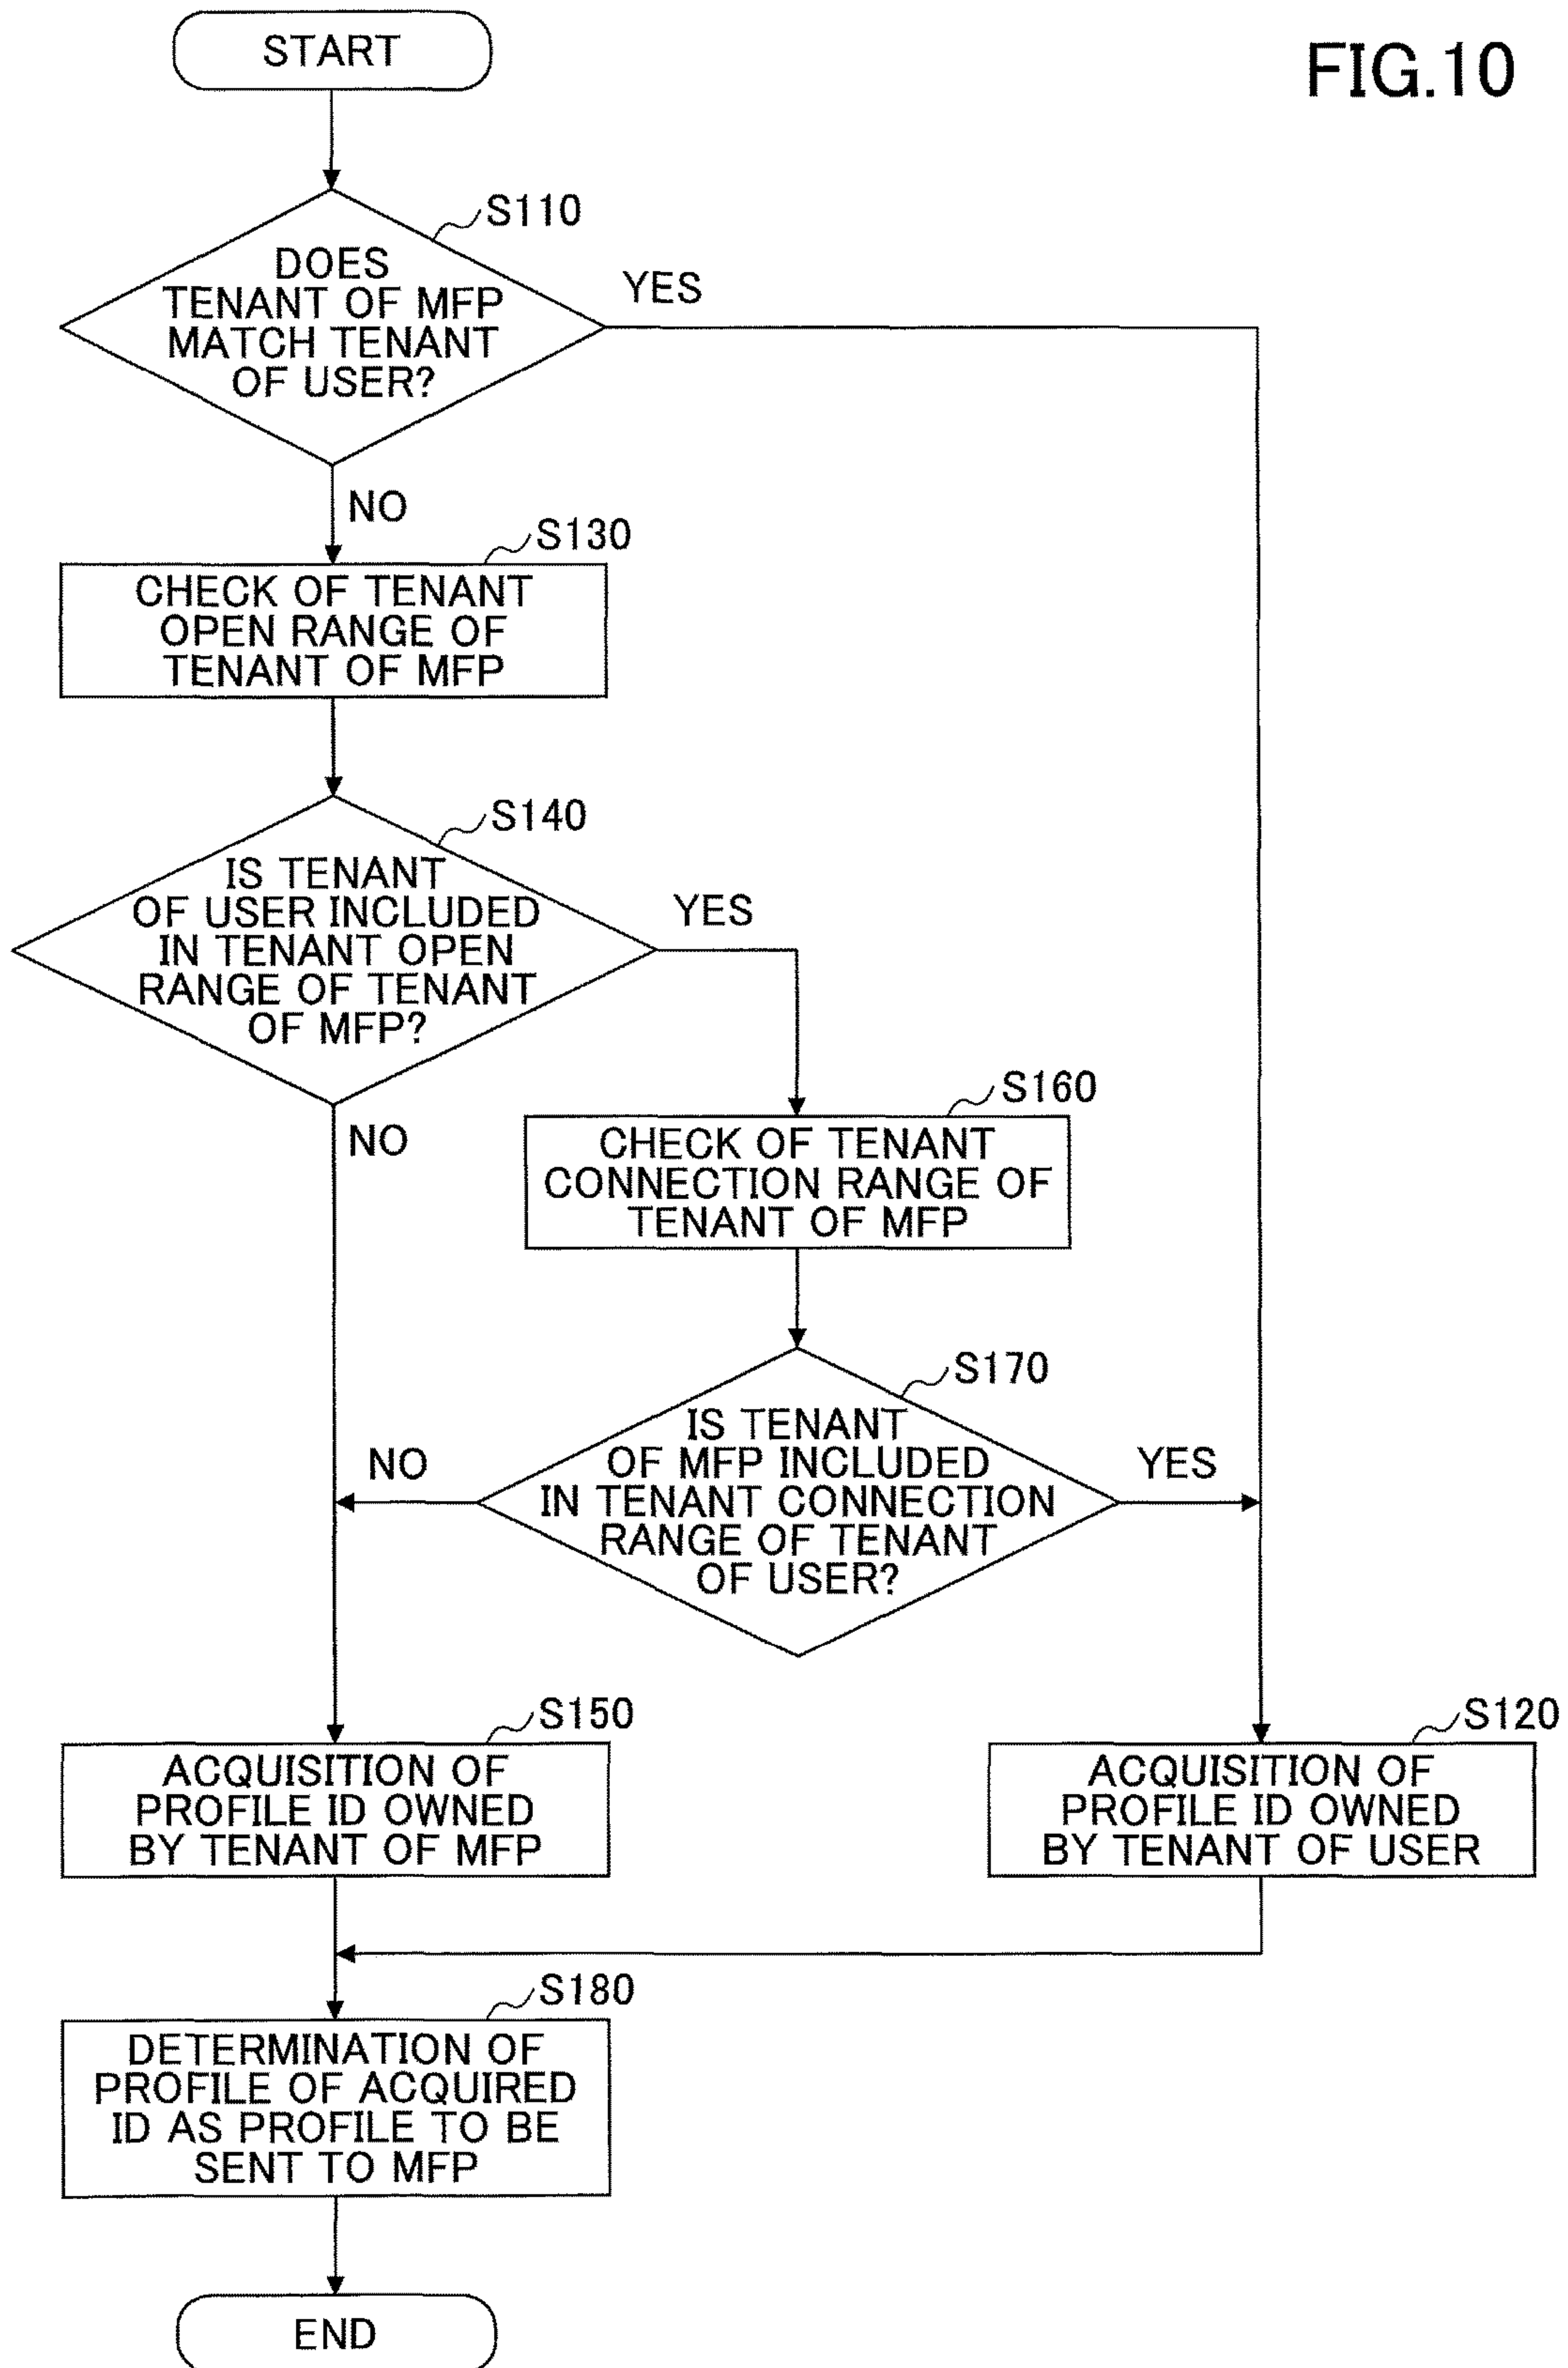 START
FIG.10
S110
DOES
TENANT OF MFP
MATCH TENANT
OF USER?
YES
NO
S130
CHECK OF TENANT
OPEN RANGE OF
TENANT OF MFP
S140
IS TENANT
OF USER INCLUDED
IN TENANT OPEN
RANGE OF TENANT
OF MFP?
YES
NO
S160
CHECK OF TENANT
CONNECTION RANGE OF
TENANT OF MFP
S170
IS TENANT
OF MFP INCLUDED
IN TENANT CONNECTION
RANGE OF TENANT
OF USER?
NO
YES
S150
ACQUISITION OF
PROFILE ID OWNED
BY TENANT OF MFP
S120
ACQUISITION OF
PROFILE ID OWNED
BY TENANT OF USER
S180
DETERMINATION OF
PROFILE OF ACQUIRED
ID AS PROFILE TO BE
SENT TO MFP
END